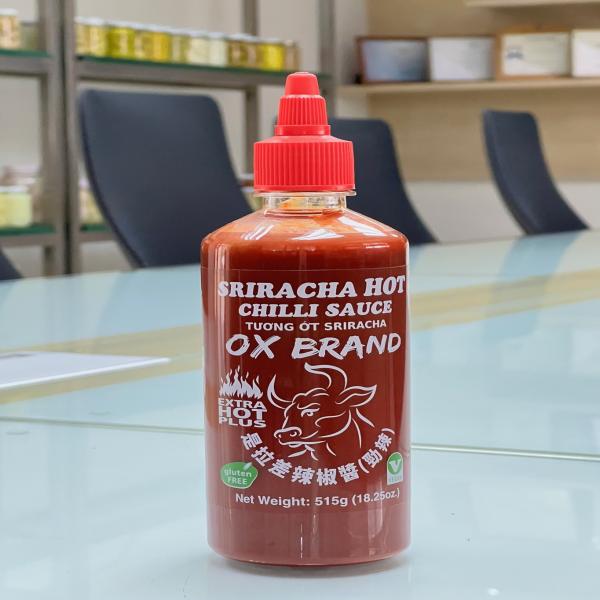 SRIRACHA HOT
CHILLI SAUCE
TƯƠNG ỚT SRIRACHA
OX BRAND
EXTRA
HOT
PLUS
是拉差辣椒醬(勁辣)
gluten
FREE
V
Net Weight: 515g (18.25oz.)